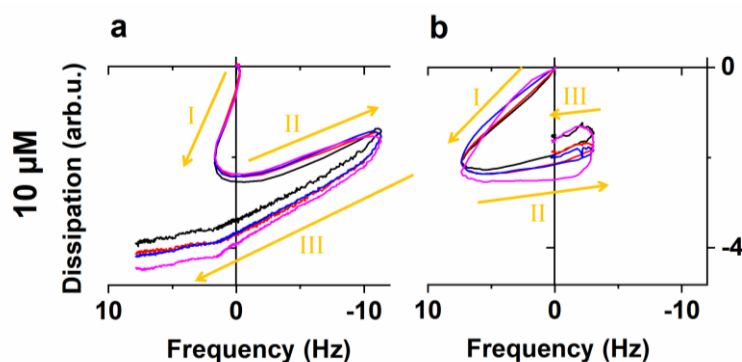 a
b
10 µM
Dissipation (arb.u.)
I
II
III
I
III
II
0
-4
10
0
-10
10
0
-10
Frequency (Hz)
Frequency (Hz)